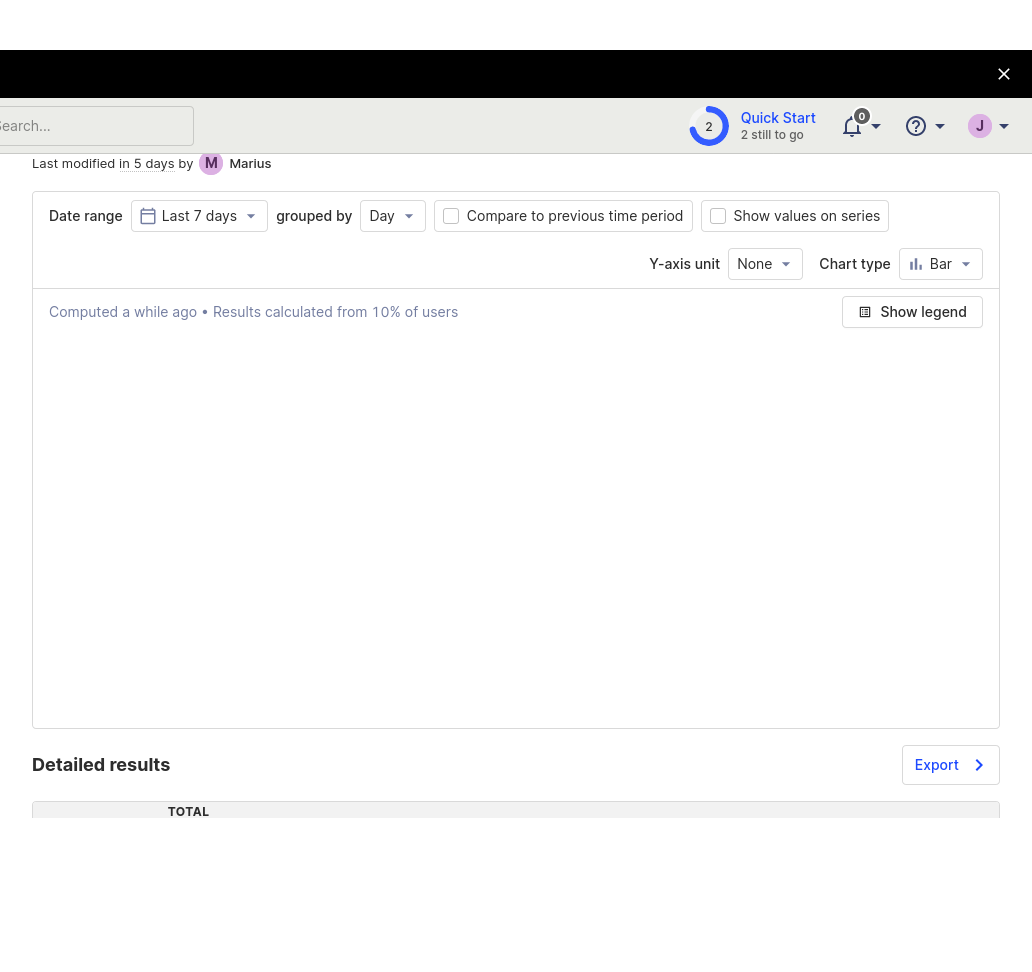 Search...
2
Quick Start
2 still to go
0
J
Last modified in 5 days by M Marius
Date range Last 7 days grouped by Day Compare to previous time period Show values on series
Y-axis unit None Chart type Bar
Computed a while ago • Results calculated from 10% of users Show legend
Detailed results Export
TOTAL